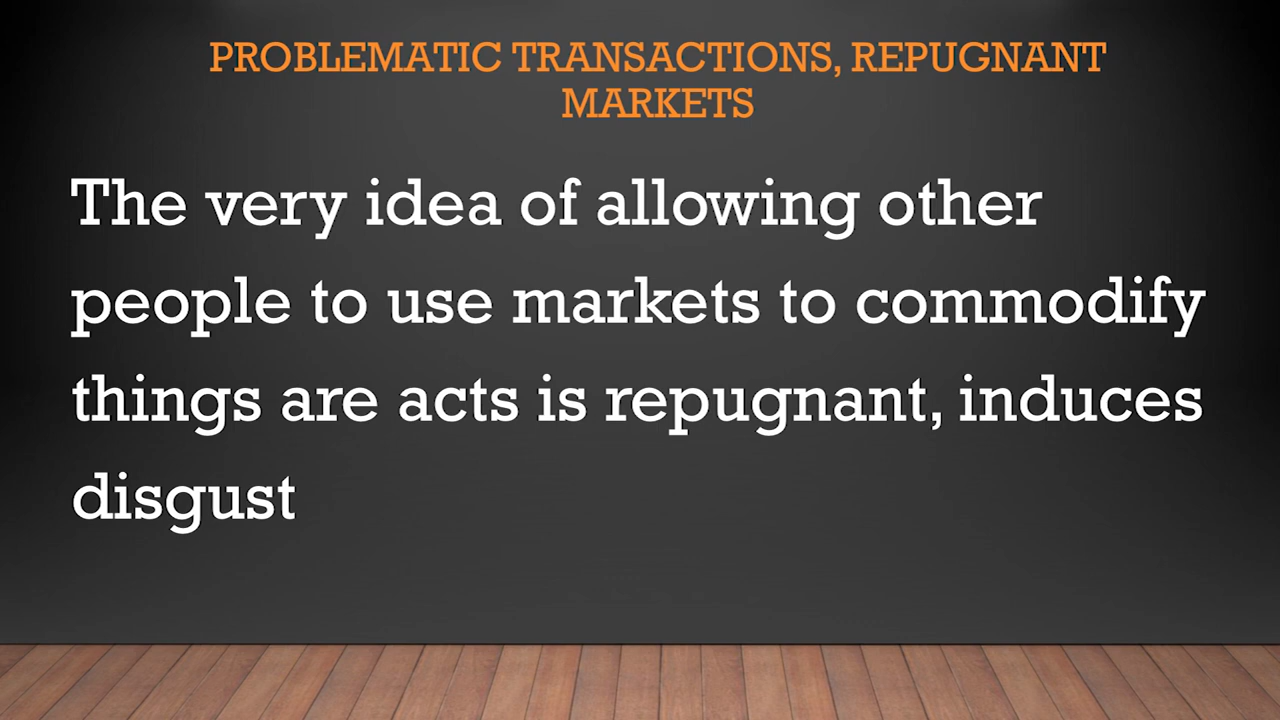 PROBLEMATIC TRANSACTIONS, REPUGNANT
MARKETS
The very idea of allowing other
people to use markets to commodify
things are acts is repugnant, induces
disgust